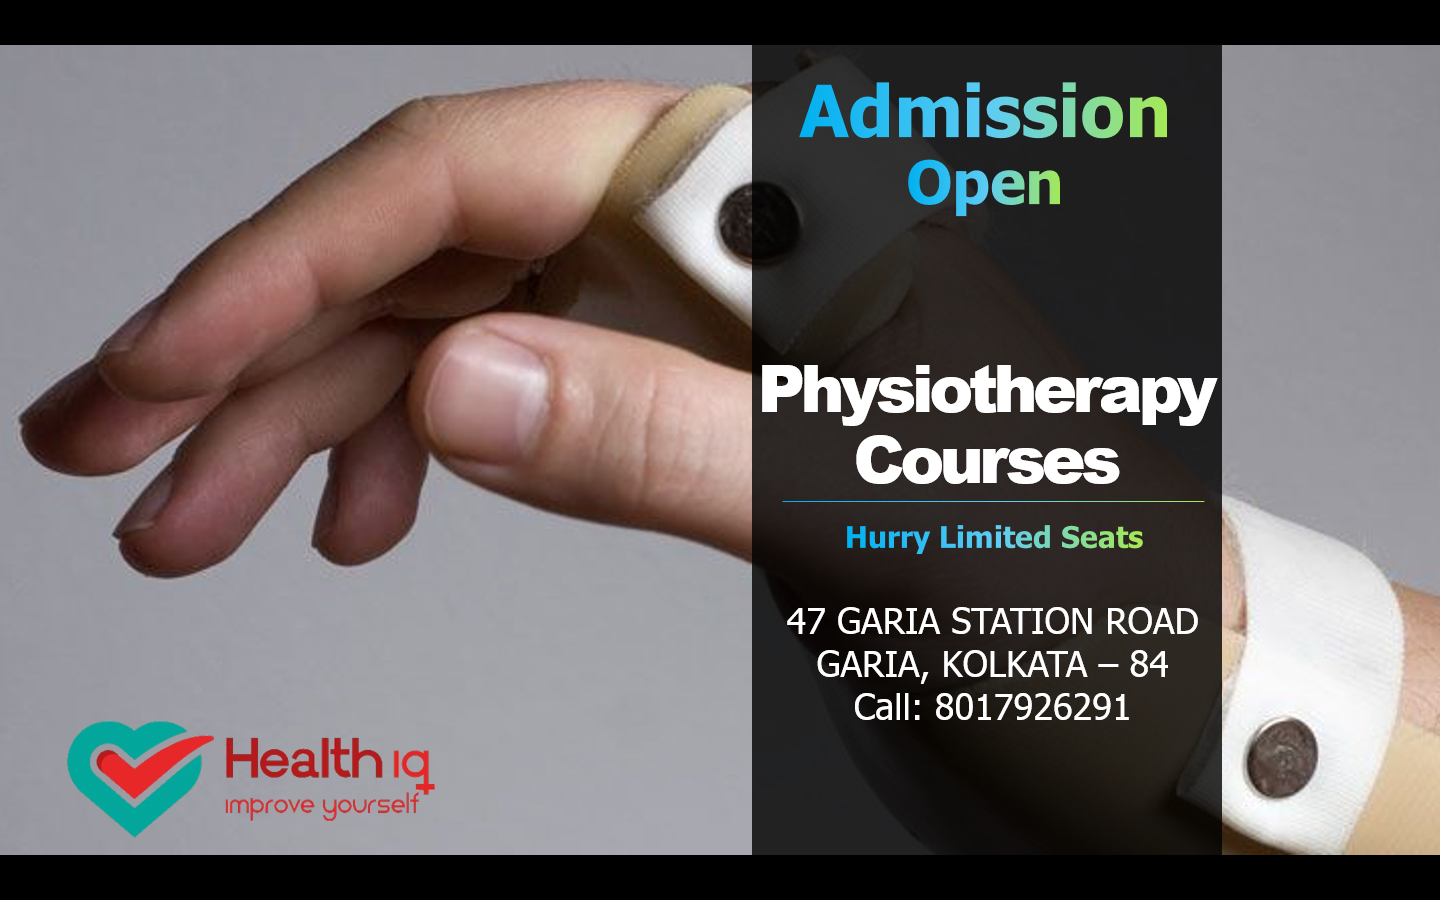 Admission
Open
Physiotherapy
Courses
Hurry Limited Seats
47 GARIA STATION ROAD
GARIA, KOLKATA – 84
Call: 8017926291
Health iq
improve yourself